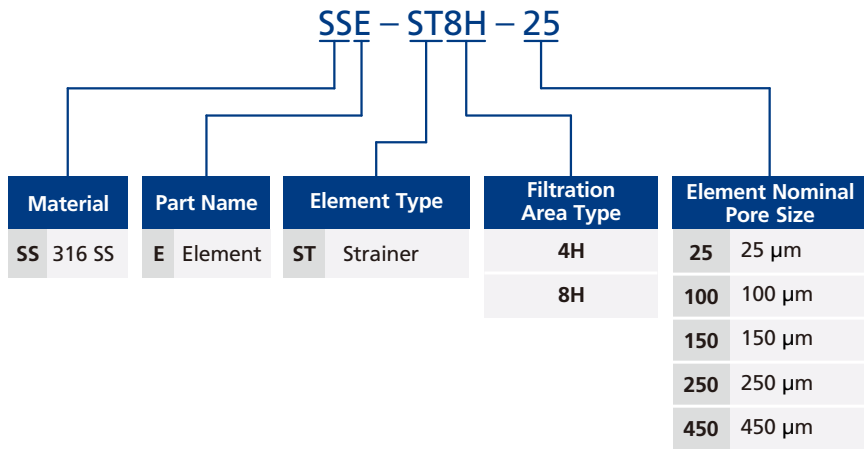 SSE – ST8H – 25
Material
SS 316 SS
Part Name
E Element
Element Type
ST Strainer
Filtration
Area Type
4H
8H
Element Nominal
Pore Size
25 25 µm
100 100 µm
150 150 µm
250 250 µm
450 450 µm